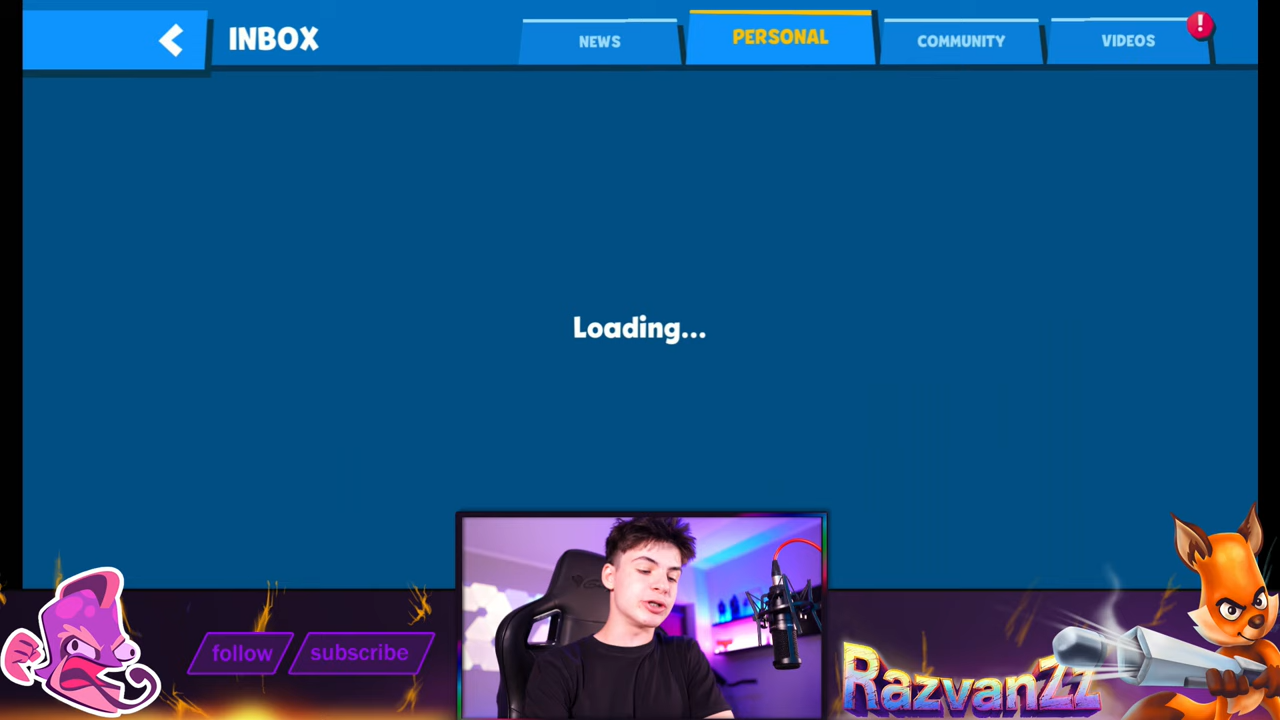 INBOX
NEWS
PERSONAL
COMMUNITY
VIDEOS
!
Loading...
follow
subscribe
RazvanZz